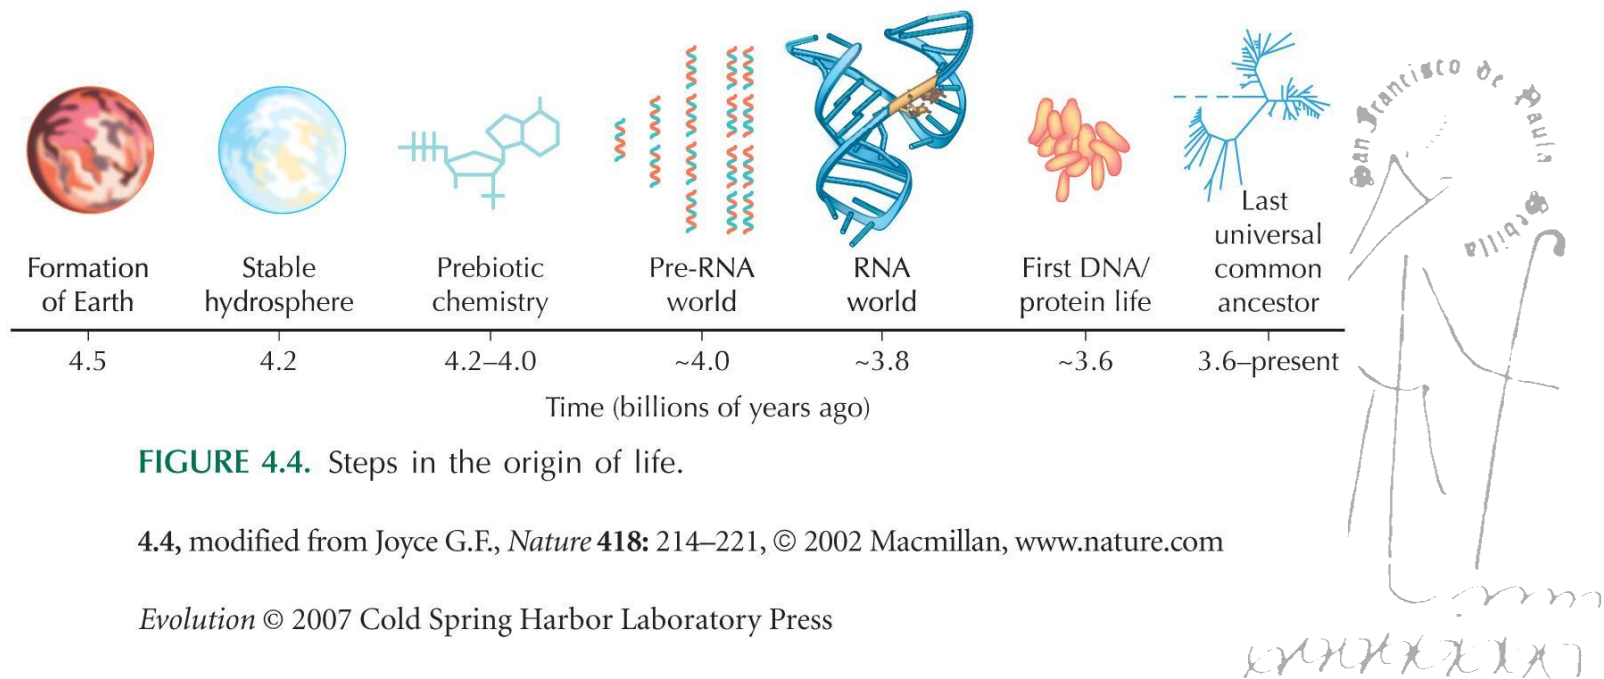 Formation
of Earth
Stable
hydrosphere
Prebiotic
chemistry
Pre-RNA
world
RNA
world
First DNA/
protein life
Last
universal
common
ancestor
4.5
4.2
4.2–4.0
~4.0
~3.8
~3.6
3.6–present
Time (billions of years ago)
FIGURE 4.4. Steps in the origin of life.
4.4, modified from Joyce G.F., Nature 418: 214–221, © 2002 Macmillan, www.nature.com
Evolution © 2007 Cold Spring Harbor Laboratory Press
San Francisco de Paula
Sebilla